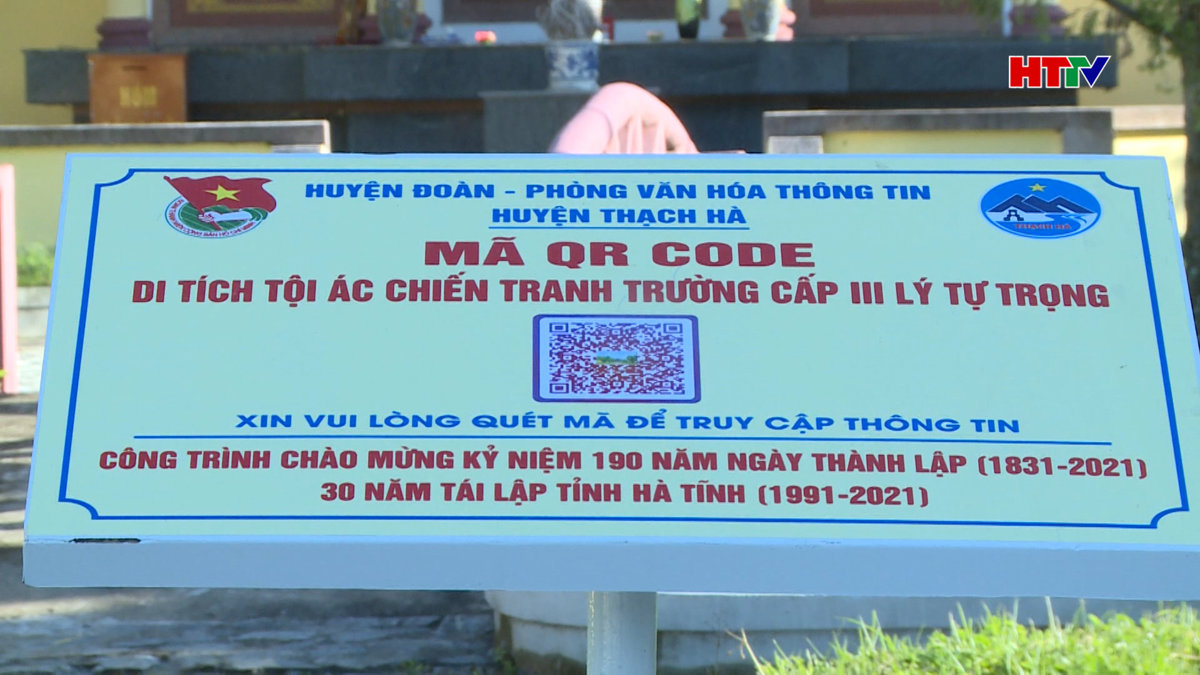 HTTV
HUYỆN ĐOÀN - PHÒNG VĂN HÓA THÔNG TIN
HUYỆN THẠCH HÀ
MÃ QR CODE
DI TÍCH TỘI ÁC CHIẾN TRANH TRƯỜNG CẤP III LÝ TỰ TRỌNG
XIN VUI LÒNG QUÉT MÃ ĐỂ TRUY CẬP THÔNG TIN
CÔNG TRÌNH CHÀO MỪNG KỶ NIỆM 190 NĂM NGÀY THÀNH LẬP (1831-2021)
30 NĂM TÁI LẬP TỈNH HÀ TĨNH (1991-2021)